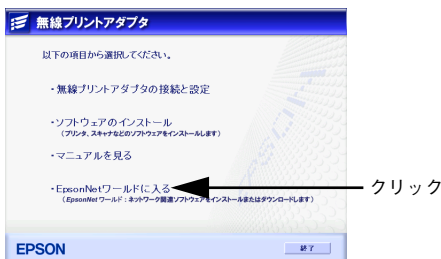 無線プリントアダプタ
以下の項目から選択してください。
・無線プリントアダプタの接続と設定
・ソフトウェアのインストール
（プリンタ、スキャナなどのソフトウェアをインストールします）
・マニュアルを見る
・EpsonNetワールドに入る
クリック
（EpsonNetワールド：ネットワーク関連ソフトウェアをインストールまたはダウンロードします）
EPSON
終了